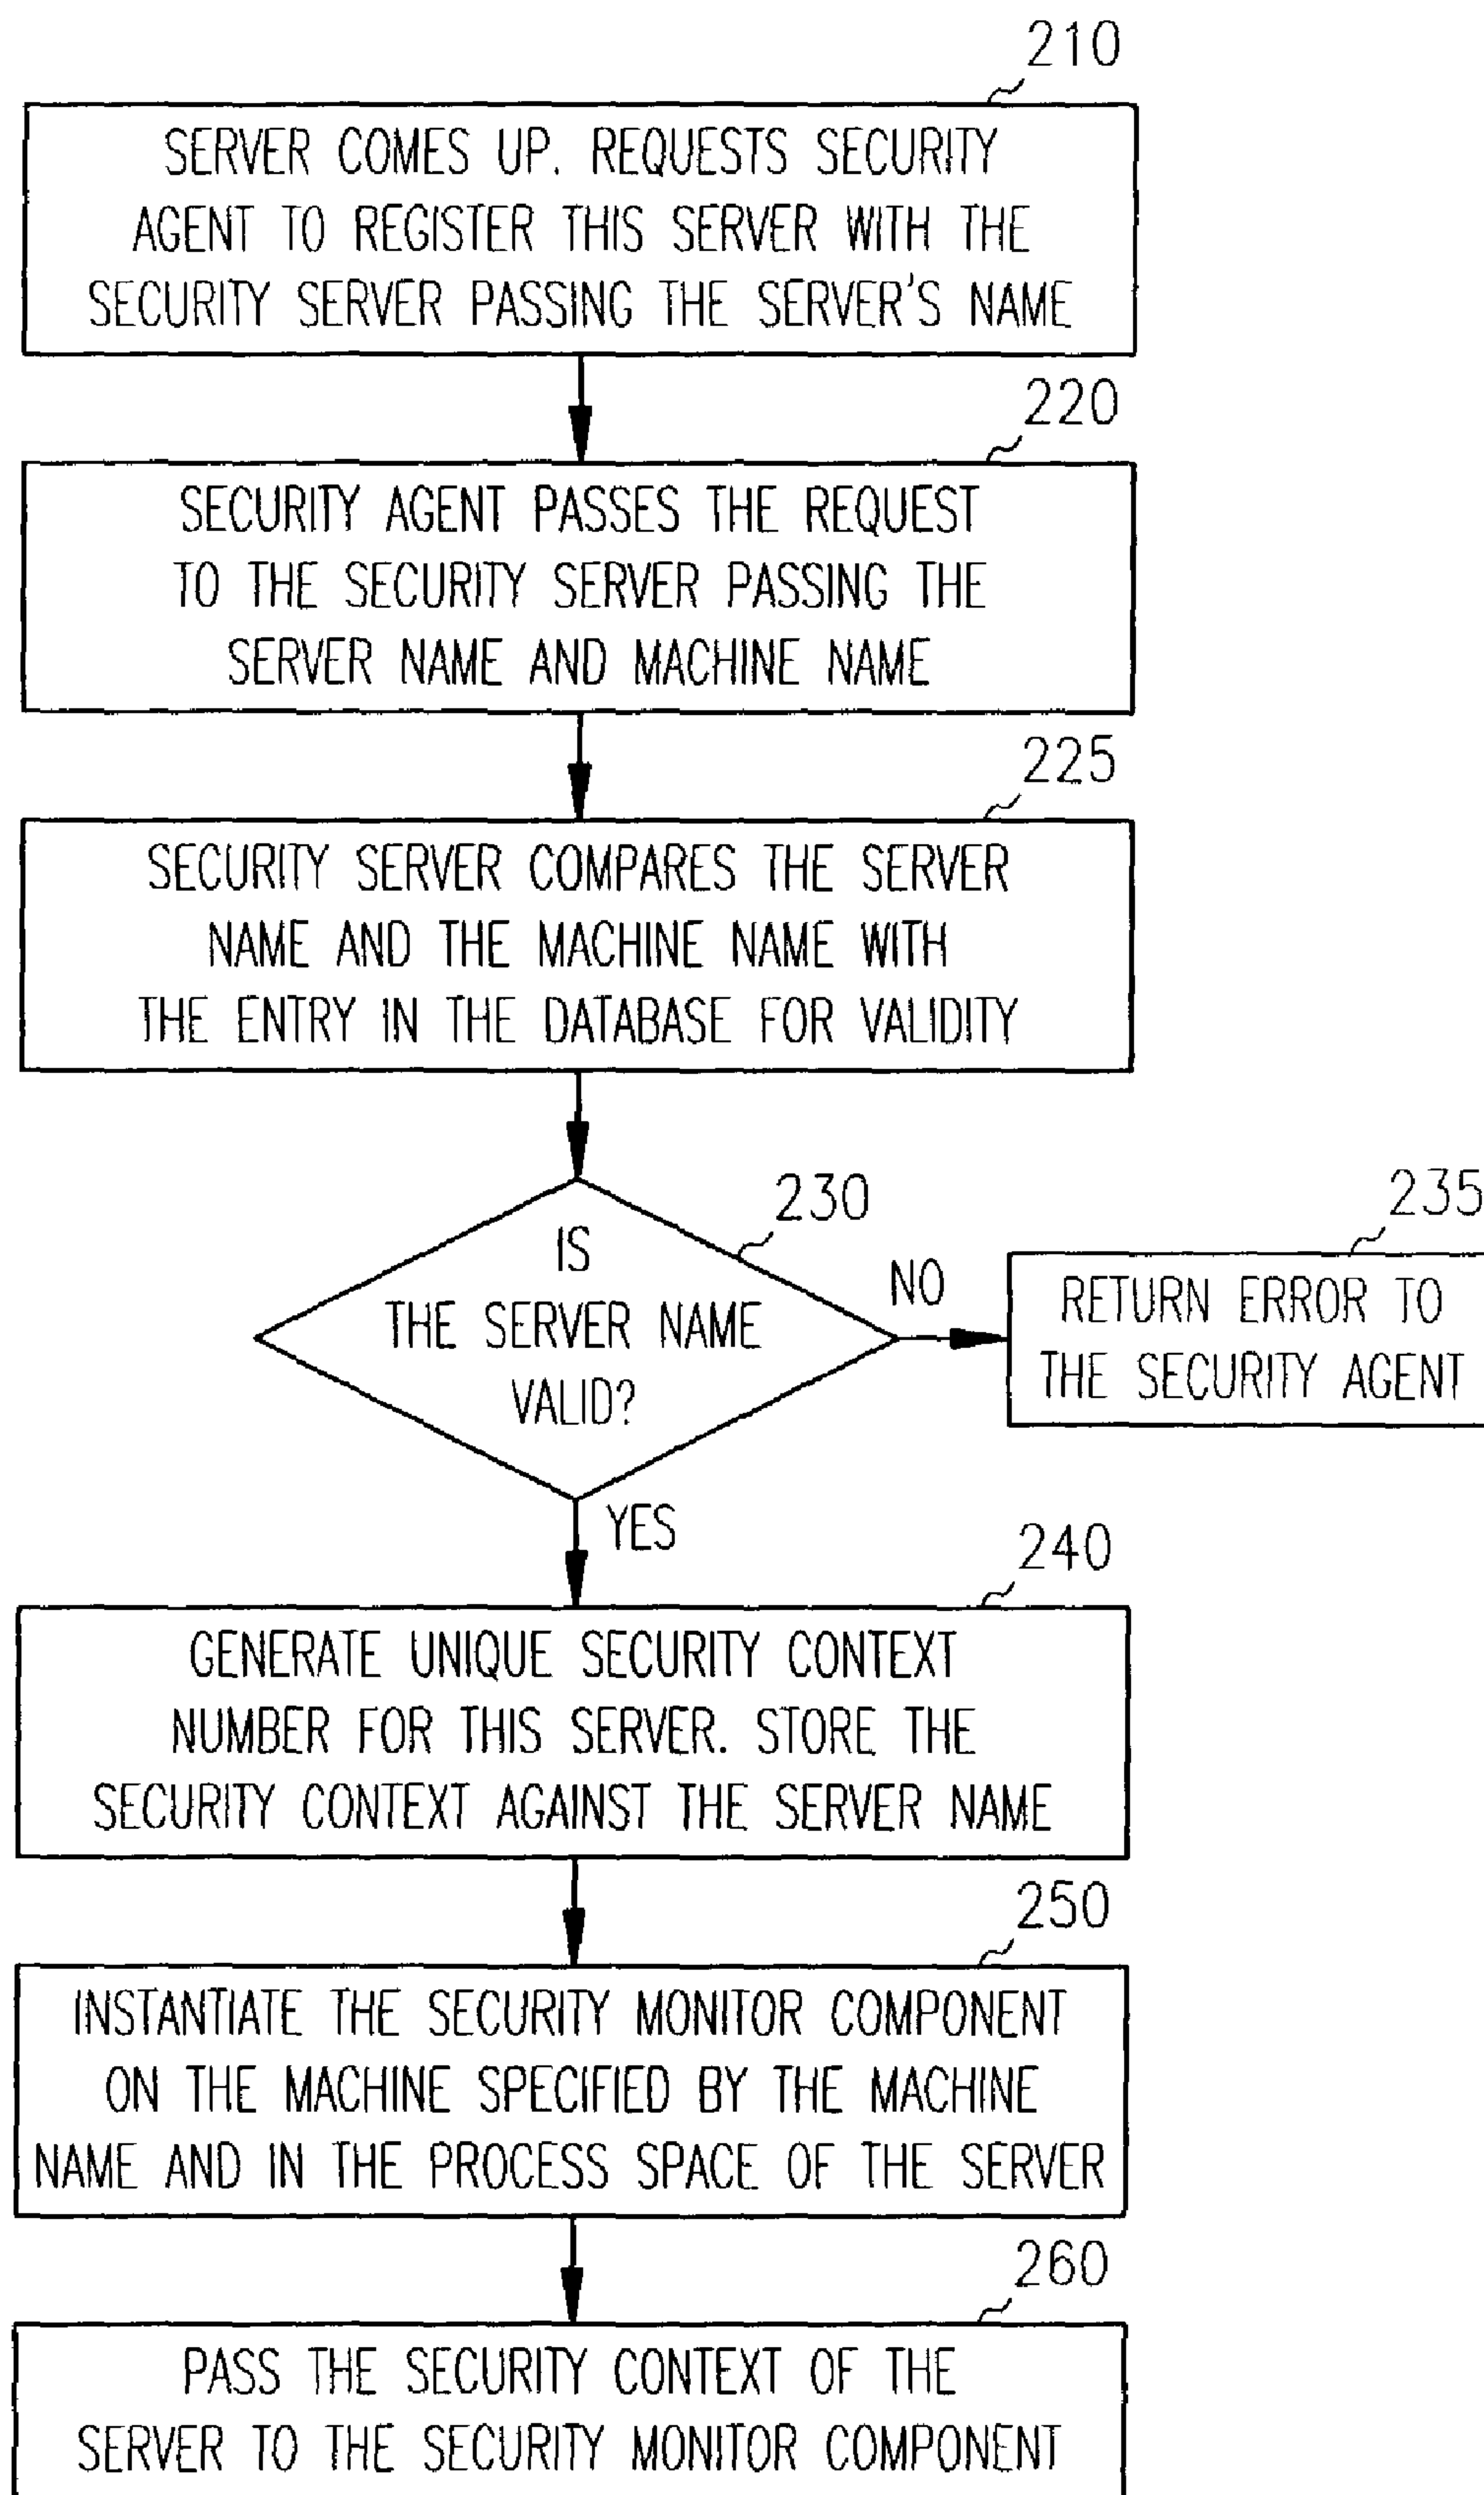 210
SERVER COMES UP. REQUESTS SECURITY
AGENT TO REGISTER THIS SERVER WITH THE
SECURITY SERVER PASSING THE SERVER'S NAME
220
SECURITY AGENT PASSES THE REQUEST
TO THE SECURITY SERVER PASSING THE
SERVER NAME AND MACHINE NAME
225
SECURITY SERVER COMPARES THE SERVER
NAME AND THE MACHINE NAME WITH
THE ENTRY IN THE DATABASE FOR VALIDITY
230
IS
THE SERVER NAME
VALID?
NO
235
RETURN ERROR TO
THE SECURITY AGENT
YES
240
GENERATE UNIQUE SECURITY CONTEXT
NUMBER FOR THIS SERVER. STORE THE
SECURITY CONTEXT AGAINST THE SERVER NAME
250
INSTANTIATE THE SECURITY MONITOR COMPONENT
ON THE MACHINE SPECIFIED BY THE MACHINE
NAME AND IN THE PROCESS SPACE OF THE SERVER
260
PASS THE SECURITY CONTEXT OF THE
SERVER TO THE SECURITY MONITOR COMPONENT